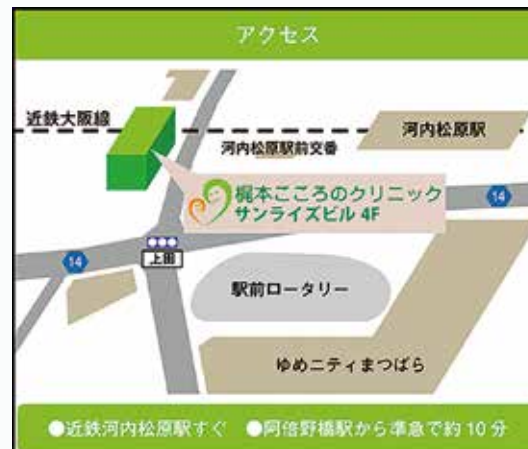 アクセス
近鉄大阪線
河内松原駅
河内松原駅前交番
梶本こころのクリニック
サンライズビル 4F
14
上田
14
駅前ロータリー
ゆめニティまつばら
●近鉄河内松原駅すぐ ●阿倍野橋駅から準急で約10分